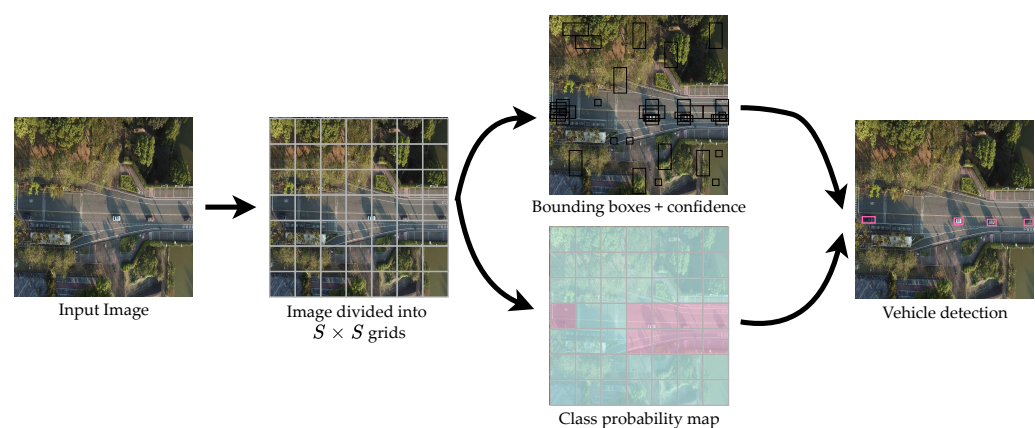 Input Image
Image divided into
S × S grids
Bounding boxes + confidence
Class probability map
Vehicle detection